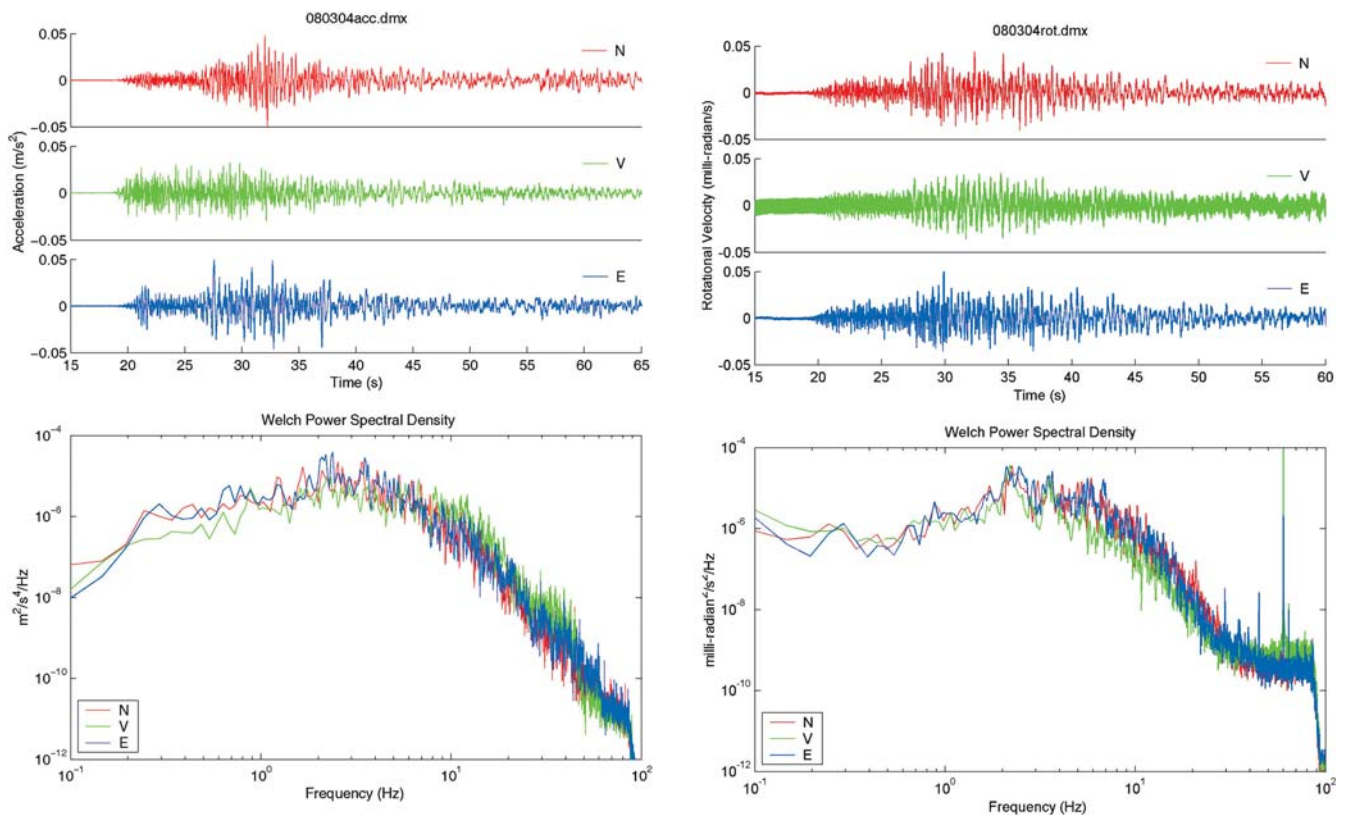 080304acc.dmx
0.05
N
0
-0.05
0.05
V
0
-0.05
0.05
E
0
-0.05
Acceleration (m/s²)
15 20 25 30 35 40 45 50 55 60 65
Time (s)
080304rot.dmx
0.05
N
0
-0.05
0.05
V
0
-0.05
0.05
E
0
-0.05
Rotational Velocity (milli-radian/s)
15 20 25 30 35 40 45 50 55 60
Time (s)
Welch Power Spectral Density
10⁻⁴
10⁻⁶
10⁻⁸
10⁻¹⁰
10⁻¹²
m²/s⁴/Hz
N
V
E
10⁻¹ 10⁰ 10¹ 10²
Frequency (Hz)
Welch Power Spectral Density
10⁻⁴
10⁻⁶
10⁻⁸
10⁻¹⁰
10⁻¹²
milli-radian²/s²/Hz
N
V
E
10⁻¹ 10⁰ 10¹ 10²
Frequency (Hz)